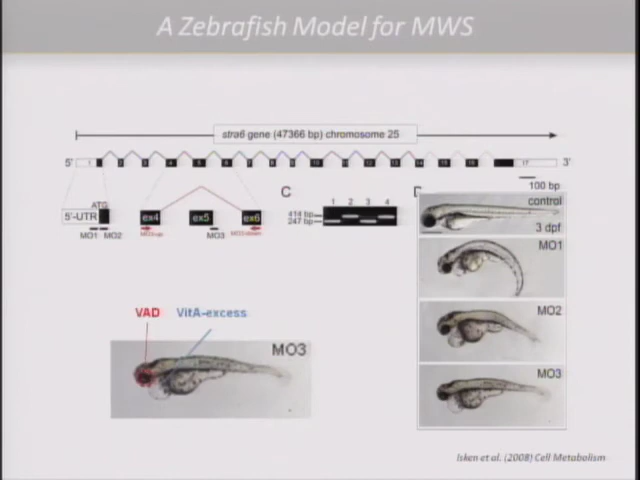 A Zebrafish Model for MWS
stra6 gene (47366 bp) chromosome 25
5'
3'
100 bp
ATG
5'-UTR
ex4
ex5
ex6
MO1
MO2
MO3
C
1 2 3 4
414 bp
247 bp
D
control
3 dpf
MO1
MO2
MO3
VAD
VitA-excess
MO3
Isken et al. (2008) Cell Metabolism